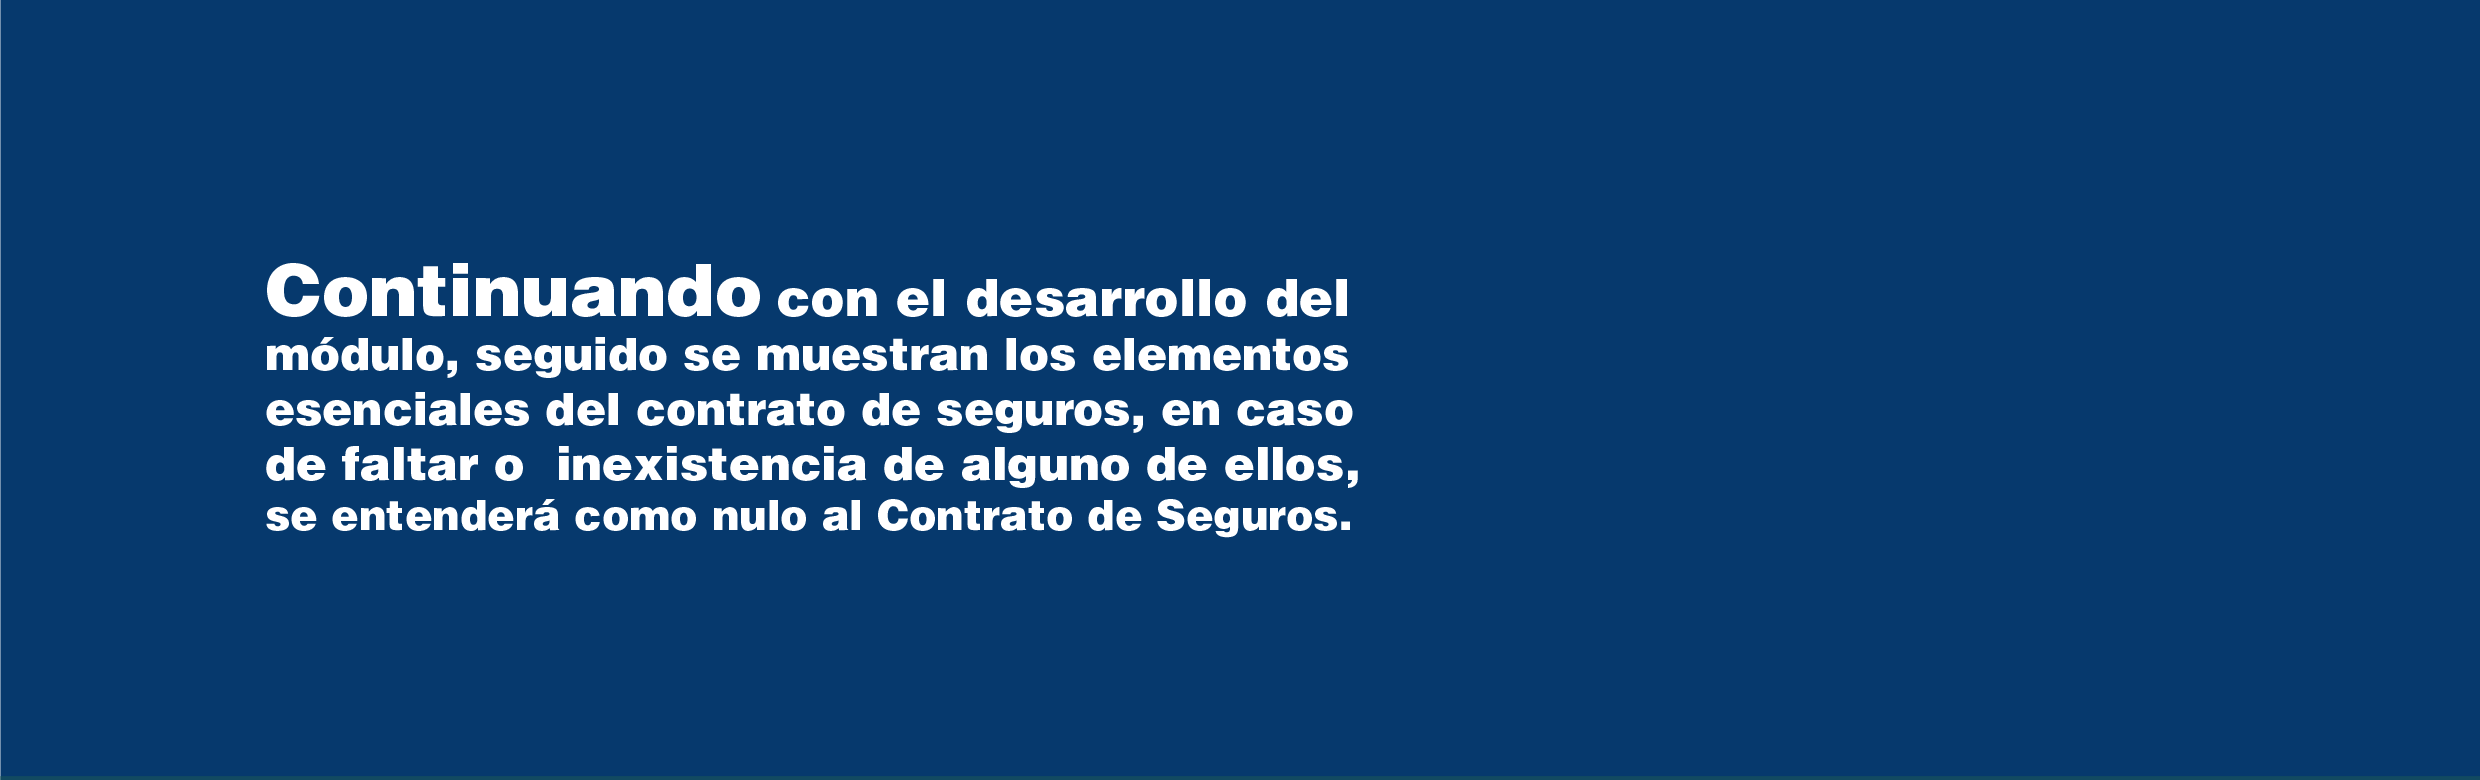 Continuando con el desarrollo del
módulo, seguido se muestran los elementos
esenciales del contrato de seguros, en caso
de faltar o  inexistencia de alguno de ellos,
se entenderá como nulo al Contrato de Seguros.